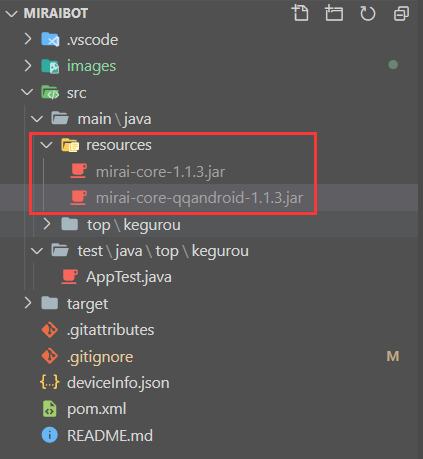 MIRAIBOT
.vscode
images
src
main\java
resources
mirai-core-1.1.3.jar
mirai-core-qqandroid-1.1.3.jar
top\kegurou
test\java\top\kegurou
AppTest.java
target
.gitattributes
.gitignore M
{..} deviceInfo.json
pom.xml
README.md